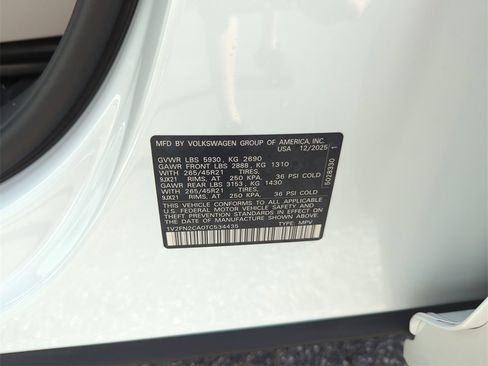 MFD BY VOLKSWAGEN GROUP OF AMERICA, INC.
USA 12/2025
GVWR LBS 5930 , KG 2690
GAWR FRONT LBS 2888 , KG 1310
WITH 265/45R21 TIRES,
9JX21 RIMS, AT 250 KPA, 36 PSI COLD
GAWR REAR LBS 3153 , KG 1430
WITH 265/45R21 TIRES,
9JX21 RIMS, AT 250 KPA, 36 PSI COLD
THIS VEHICLE CONFORMS TO ALL APPLICABLE
U.S. FEDERAL MOTOR VEHICLE SAFETY AND
THEFT PREVENTION STANDARDS IN EFFECT ON
THE DATE OF MANUFACTURE SHOWN ABOVE.
1V2FN2CA0TC534435 TYPE: MPV
5028330 1